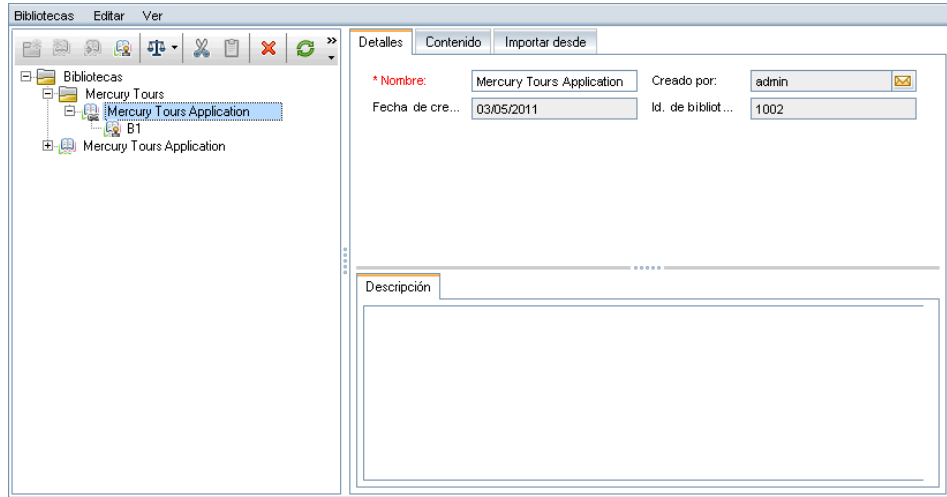 Bibliotecas Editar Ver
Detalles Contenido Importar desde
Bibliotecas
Mercury Tours
Mercury Tours Application
B1
Mercury Tours Application
* Nombre: Mercury Tours Application Creado por: admin
Fecha de cre... 03/05/2011 Id. de bibliot... 1002
Descripción